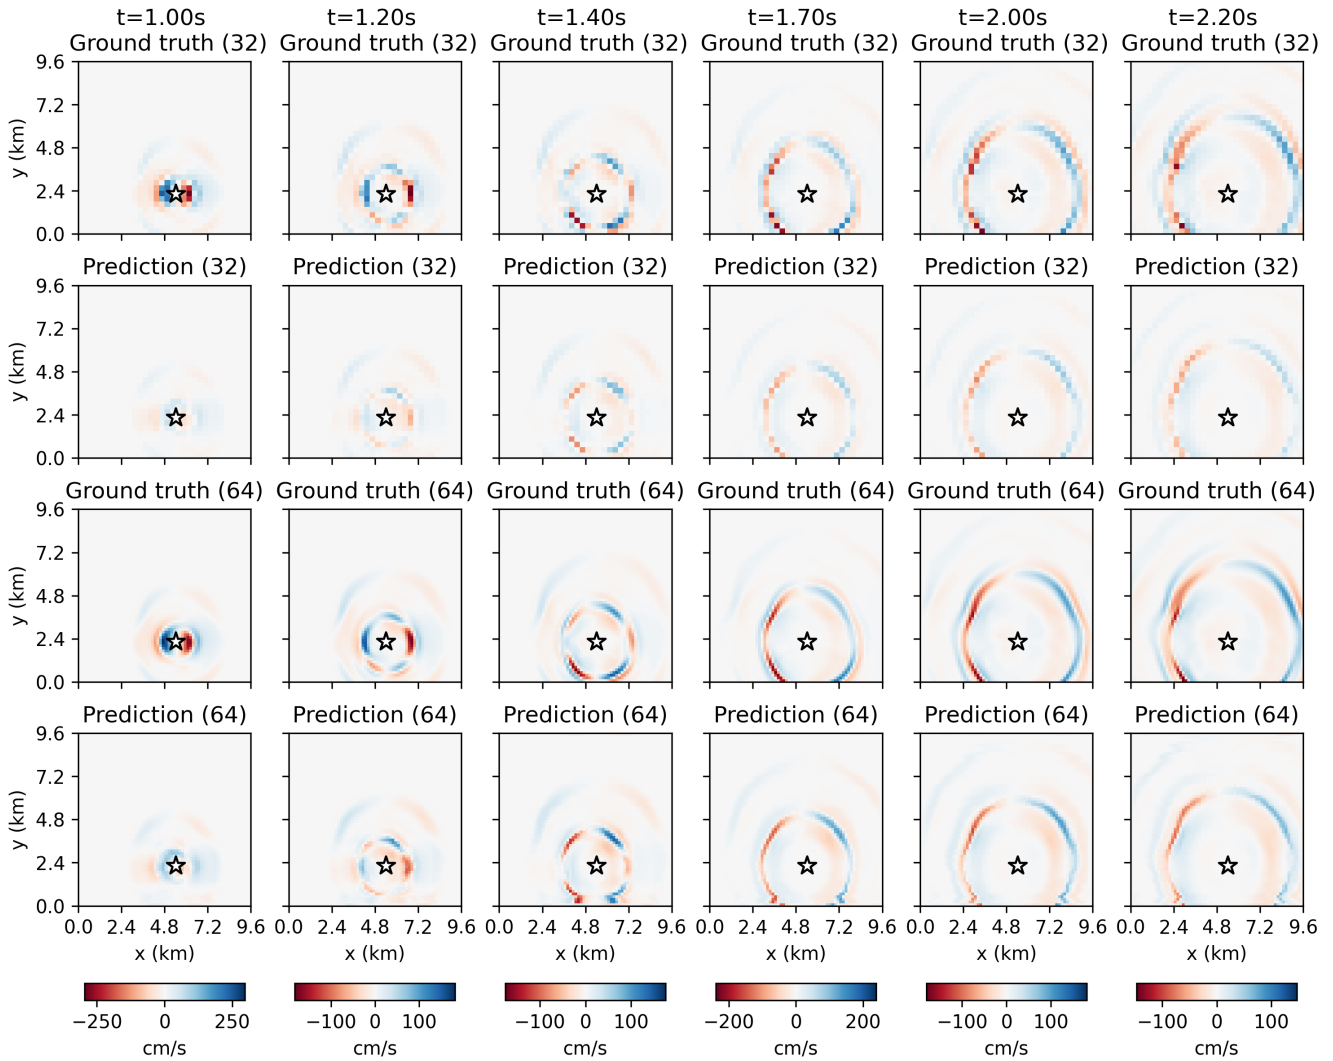 t=1.00s t=1.20s t=1.40s t=1.70s t=2.00s t=2.20s
Ground truth (32) Ground truth (32) Ground truth (32) Ground truth (32) Ground truth (32) Ground truth (32)
9.6
7.2
4.8
2.4
0.0
y (km)
Prediction (32) Prediction (32) Prediction (32) Prediction (32) Prediction (32) Prediction (32)
9.6
7.2
4.8
2.4
0.0
y (km)
Ground truth (64) Ground truth (64) Ground truth (64) Ground truth (64) Ground truth (64) Ground truth (64)
9.6
7.2
4.8
2.4
0.0
y (km)
Prediction (64) Prediction (64) Prediction (64) Prediction (64) Prediction (64) Prediction (64)
9.6
7.2
4.8
2.4
0.0
y (km)
0.0 2.4 4.8 7.2 9.6 0.0 2.4 4.8 7.2 9.6 0.0 2.4 4.8 7.2 9.6 0.0 2.4 4.8 7.2 9.6 0.0 2.4 4.8 7.2 9.6 0.0 2.4 4.8 7.2 9.6
x (km) x (km) x (km) x (km) x (km) x (km)
−250 0 250 −100 0 100 −100 0 100 −200 0 200 −100 0 100 −100 0 100
cm/s cm/s cm/s cm/s cm/s cm/s